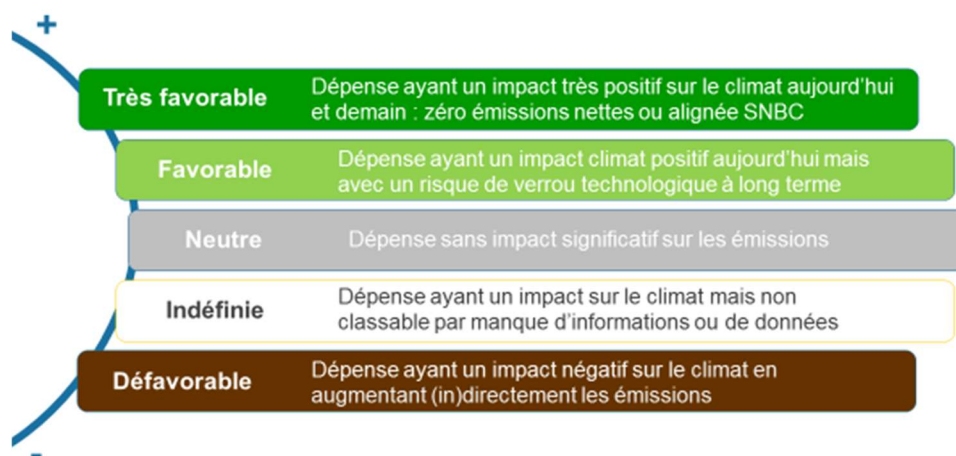 +
Très favorable
Dépense ayant un impact très positif sur le climat aujourd'hui
et demain : zéro émissions nettes ou alignée SNBC
Favorable
Dépense ayant un impact climat positif aujourd'hui mais
avec un risque de verrou technologique à long terme
Neutre
Dépense sans impact significatif sur les émissions
Indéfinie
Dépense ayant un impact sur le climat mais non
classable par manque d'informations ou de données
Défavorable
Dépense ayant un impact négatif sur le climat en
augmentant (in)directement les émissions
-